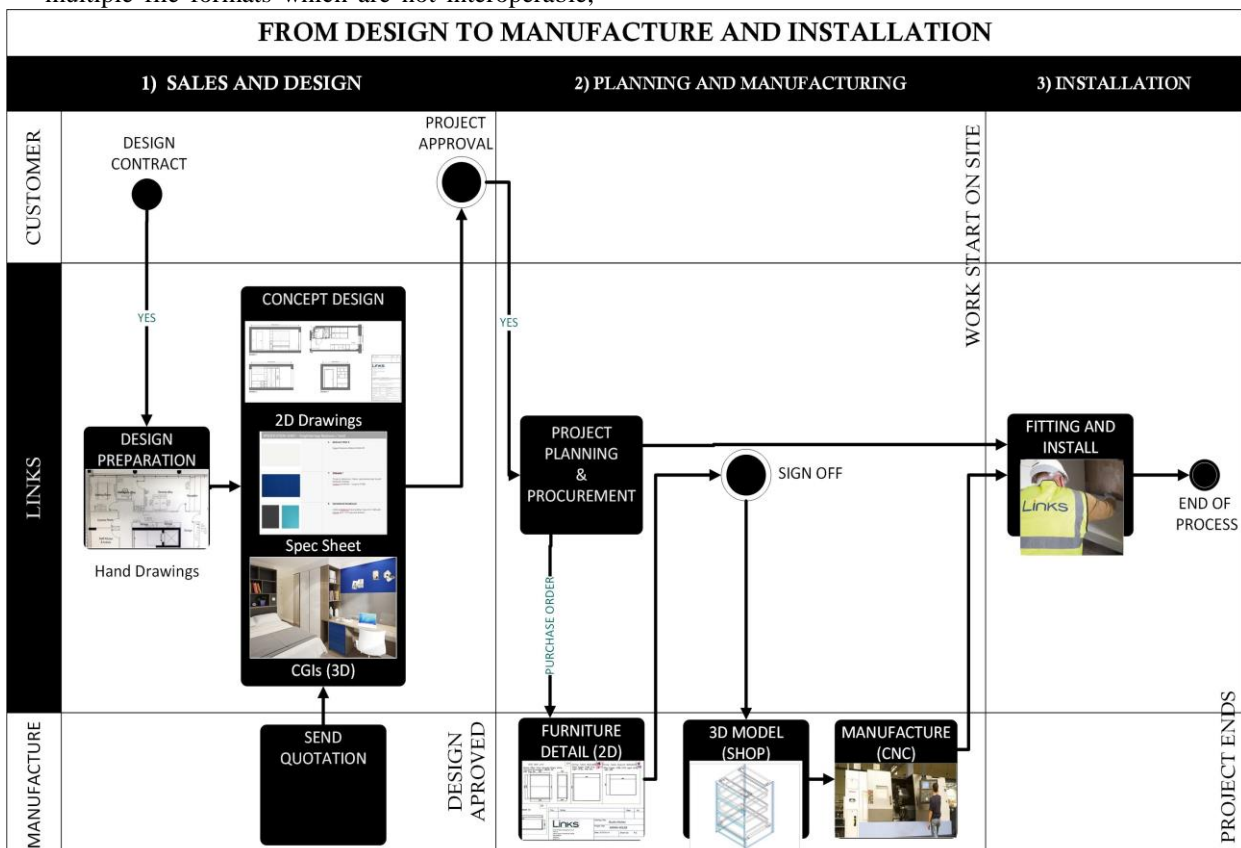 multiple file formats which are not interoperable,
FROM DESIGN TO MANUFACTURE AND INSTALLATION
1) SALES AND DESIGN
2) PLANNING AND MANUFACTURING
3) INSTALLATION
CUSTOMER
DESIGN
CONTRACT
PROJECT
APPROVAL
WORK START ON SITE
LINKS
YES
CONCEPT DESIGN
LINKS
2D Drawings
Spec Sheet
CGIs (3D)
DESIGN
PREPARATION
Hand Drawings
YES
PROJECT
PLANNING
&
PROCUREMENT
SIGN OFF
FITTING AND
INSTALL
LINKS
END OF
PROCESS
PURCHASE ORDER
MANUFACTURE
SEND
QUOTATION
DESIGN
APROVED
FURNITURE
DETAIL (2D)
LINKS
3D MODEL
(SHOP)
MANUFACTURE
(CNC)
PROJECT ENDS